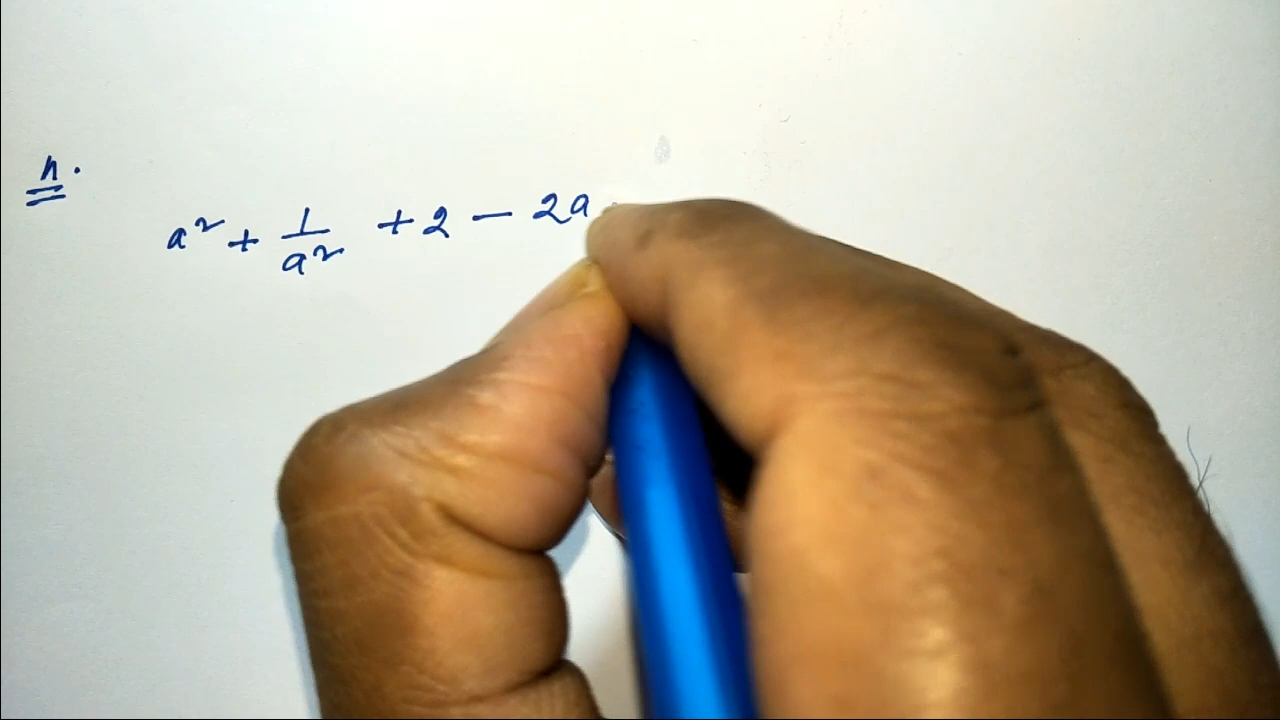 n.
a² + 1/a² + 2 - 2a